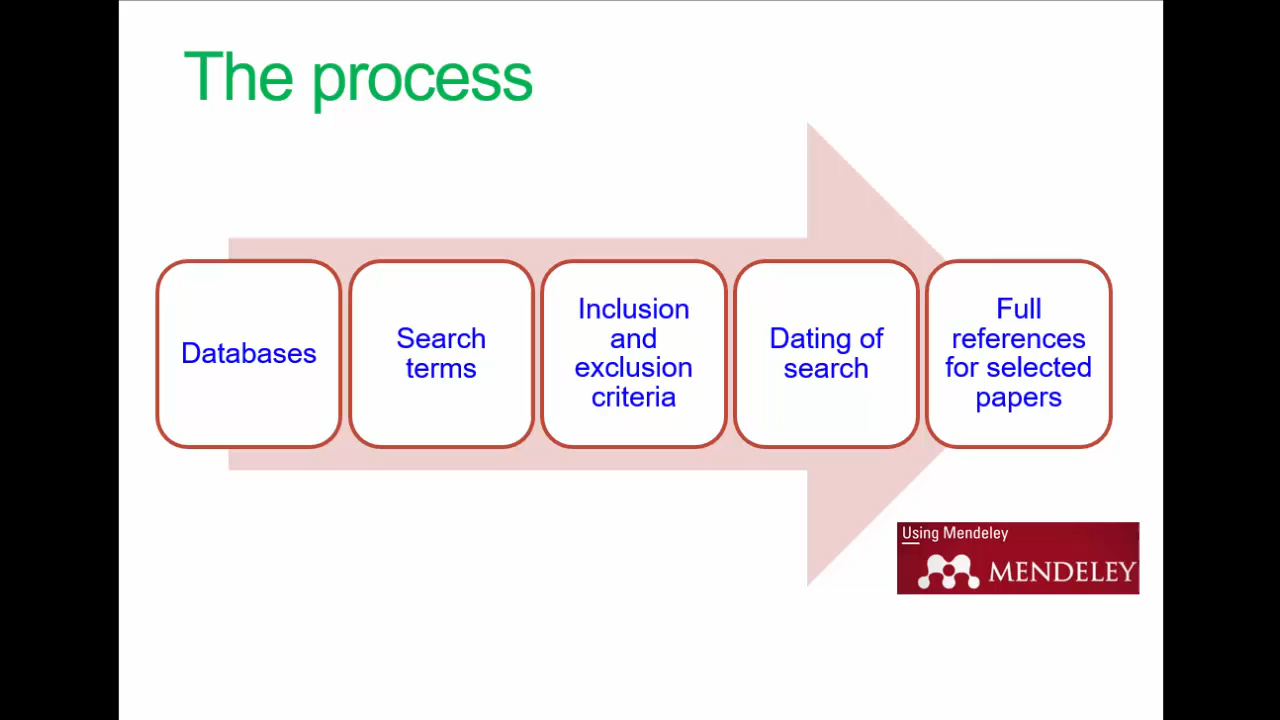 The process
Databases
Search
terms
Inclusion
and
exclusion
criteria
Dating of
search
Full
references
for selected
papers
Using Mendeley
MENDELEY